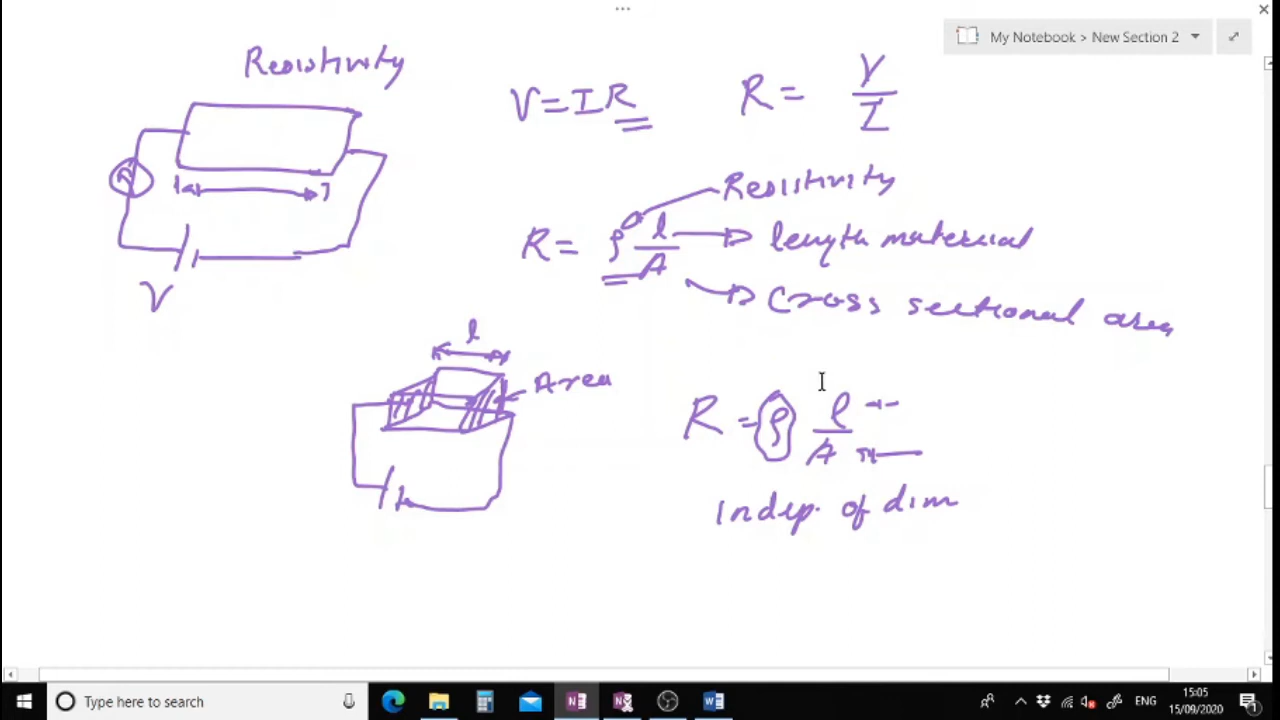 My Notebook > New Section 2
Resistivity
V = IR
R = V/I
V
Resistivity
R = ρ l/A
length material
Cross sectional area
l
Area
R = ρ l/A
indep. of dim
Type here to search
ENG
15:05
15/09/2020
1